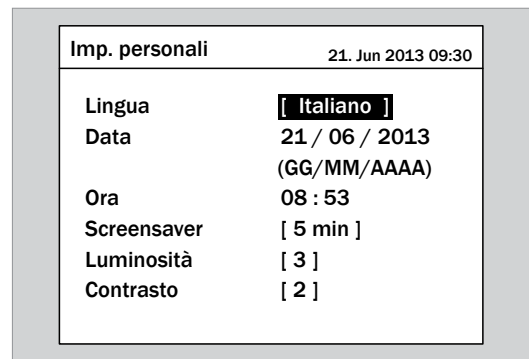 Imp. personali 21. Jun 2013 09:30
Lingua [ Italiano ]
Data 21 / 06 / 2013
(GG/MM/AAAA)
Ora 08 : 53
Screensaver [ 5 min ]
Luminosità [ 3 ]
Contrasto [ 2 ]